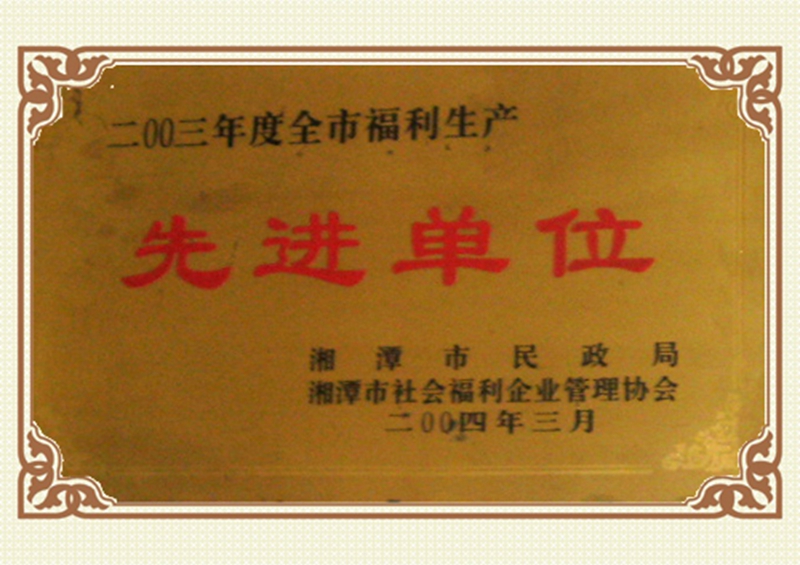 二00三年度全市福利生产
先进单位
湘潭市民政局
湘潭市社会福利企业管理协会
二00四年三月